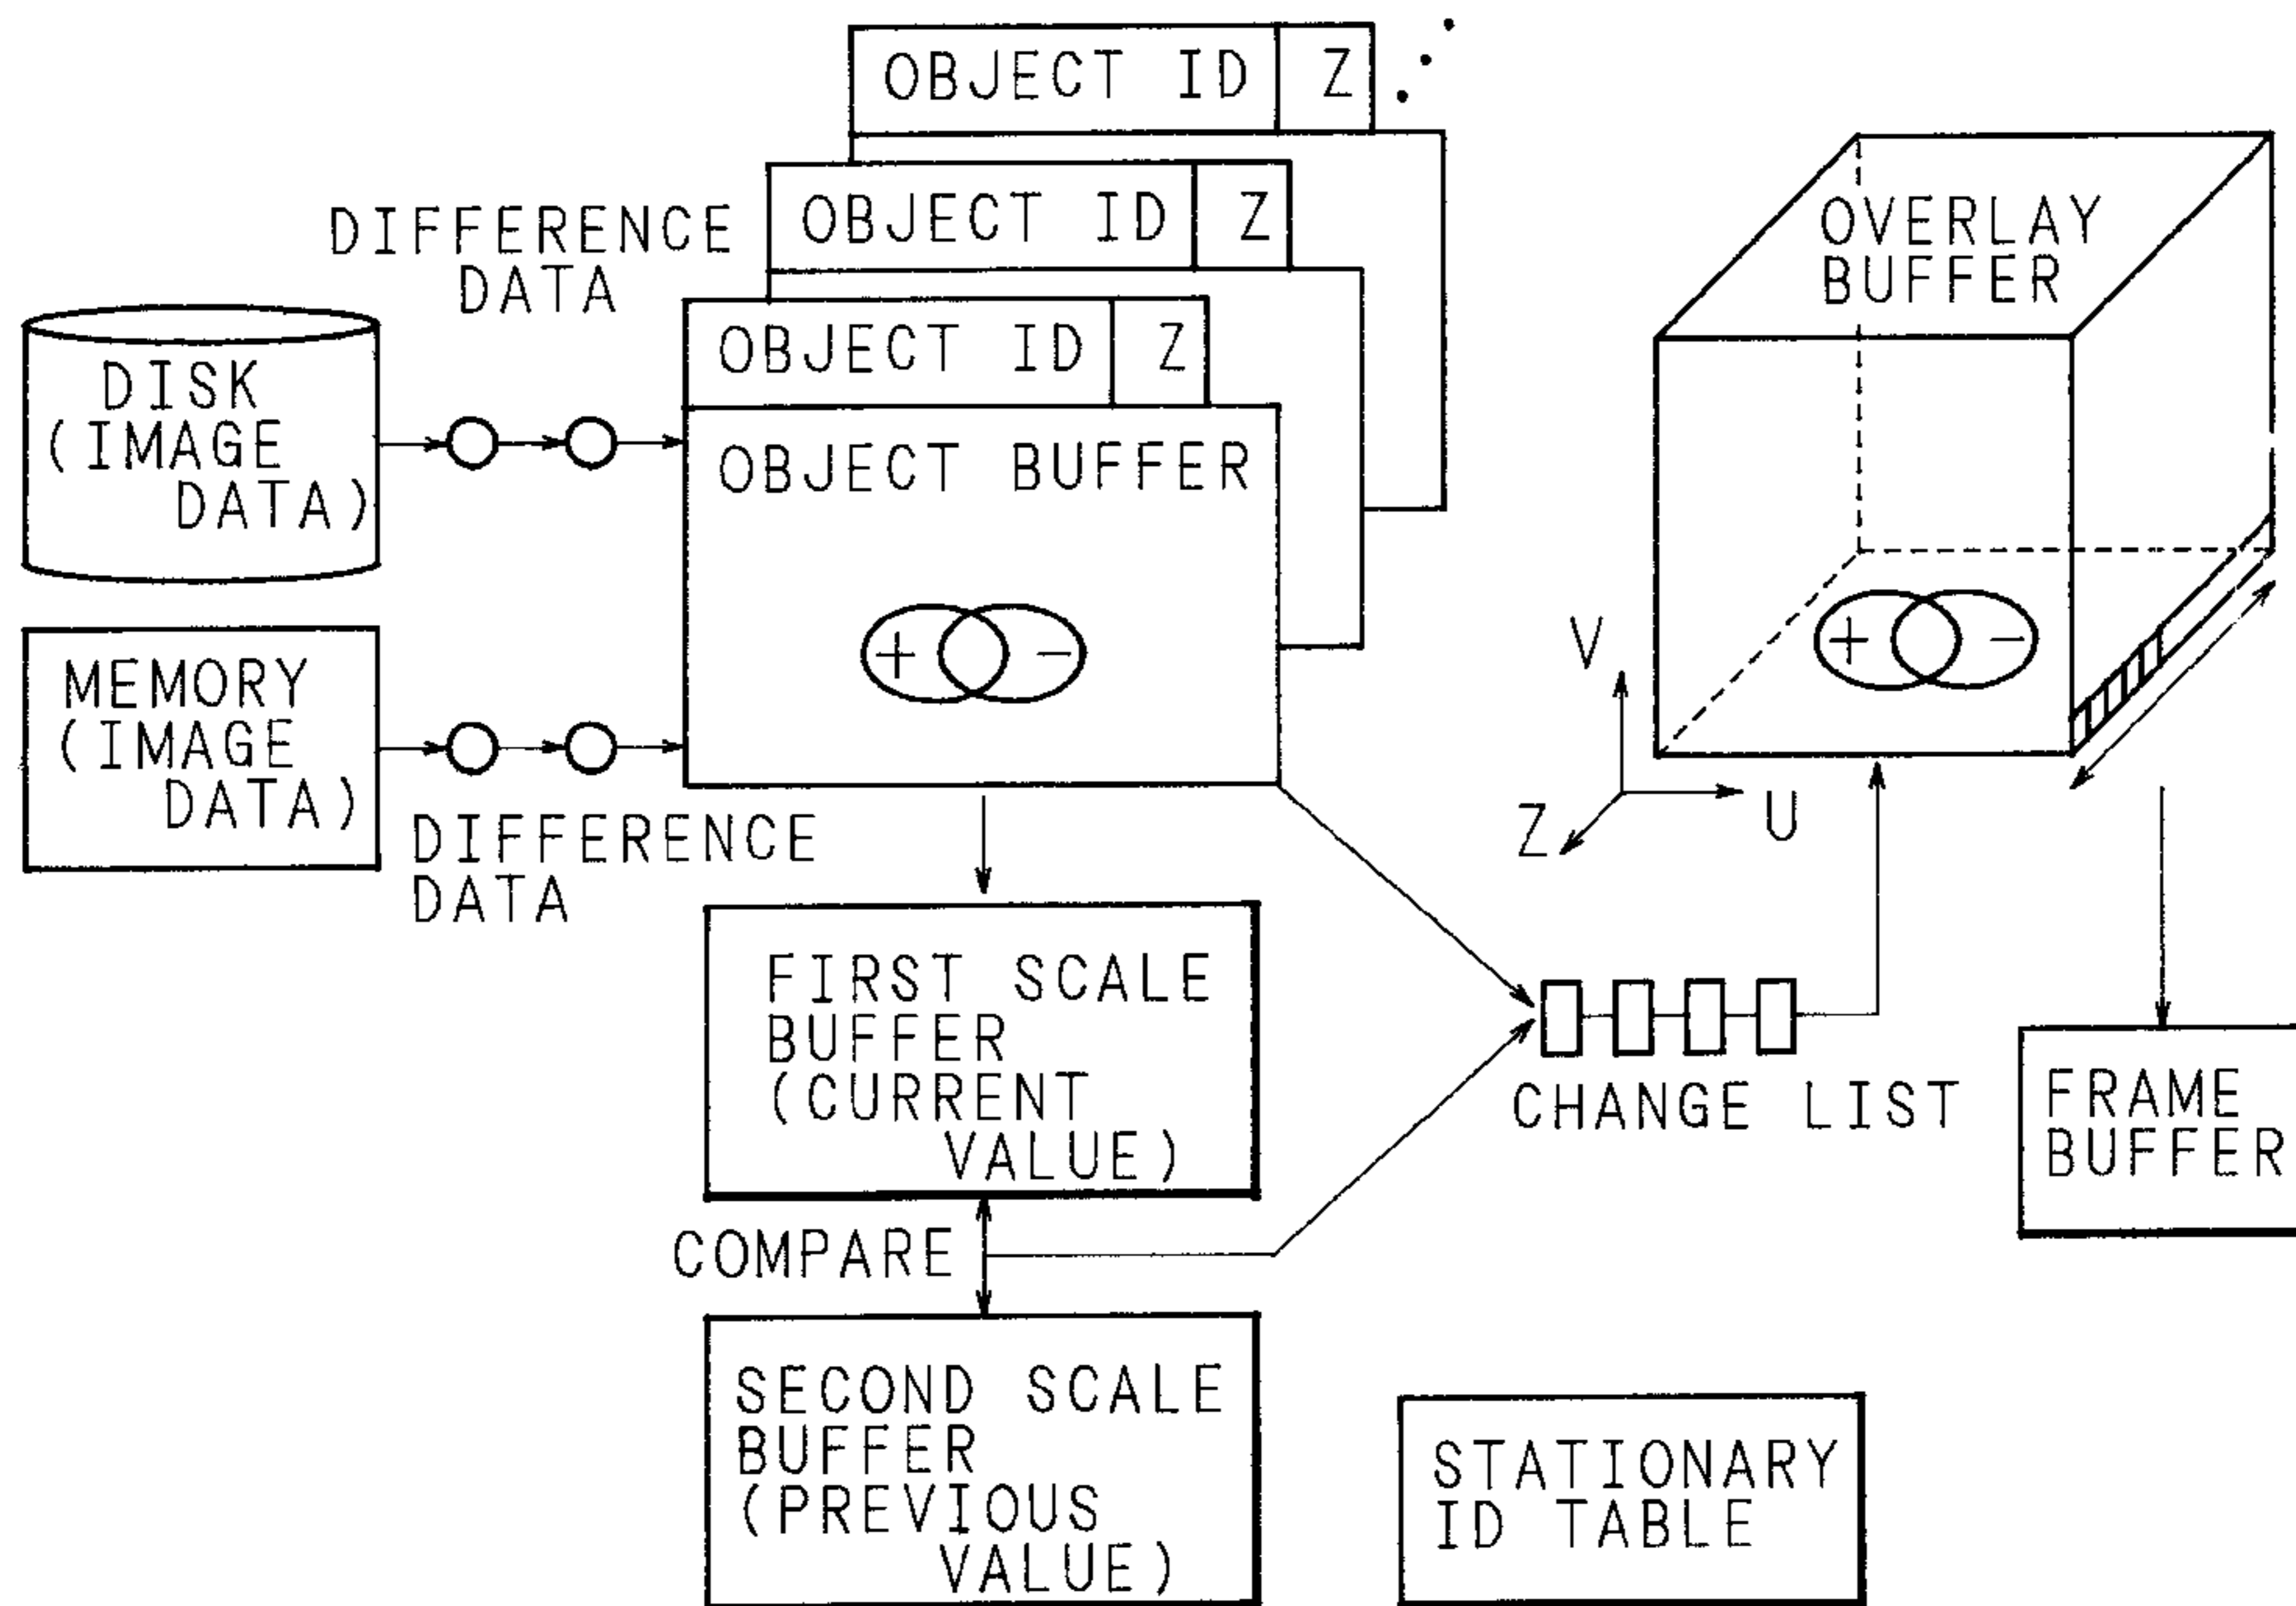 OBJECT ID Z
OBJECT ID Z
OBJECT ID Z
DIFFERENCE
DATA
DISK
(IMAGE
DATA)
OBJECT BUFFER
+ -
MEMORY
(IMAGE
DATA)
DIFFERENCE
DATA
OVERLAY
BUFFER
+ -
V
Z
U
FIRST SCALE
BUFFER
(CURRENT
VALUE)
CHANGE LIST
FRAME
BUFFER
COMPARE
SECOND SCALE
BUFFER
(PREVIOUS
VALUE)
STATIONARY
ID TABLE